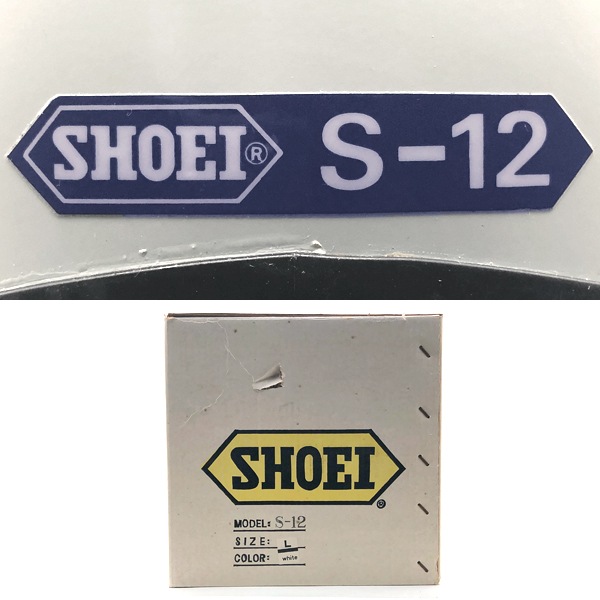 SHOEI® S-12
SHOEI
®
MODEL: S-12
SIZE: L
COLOR: white